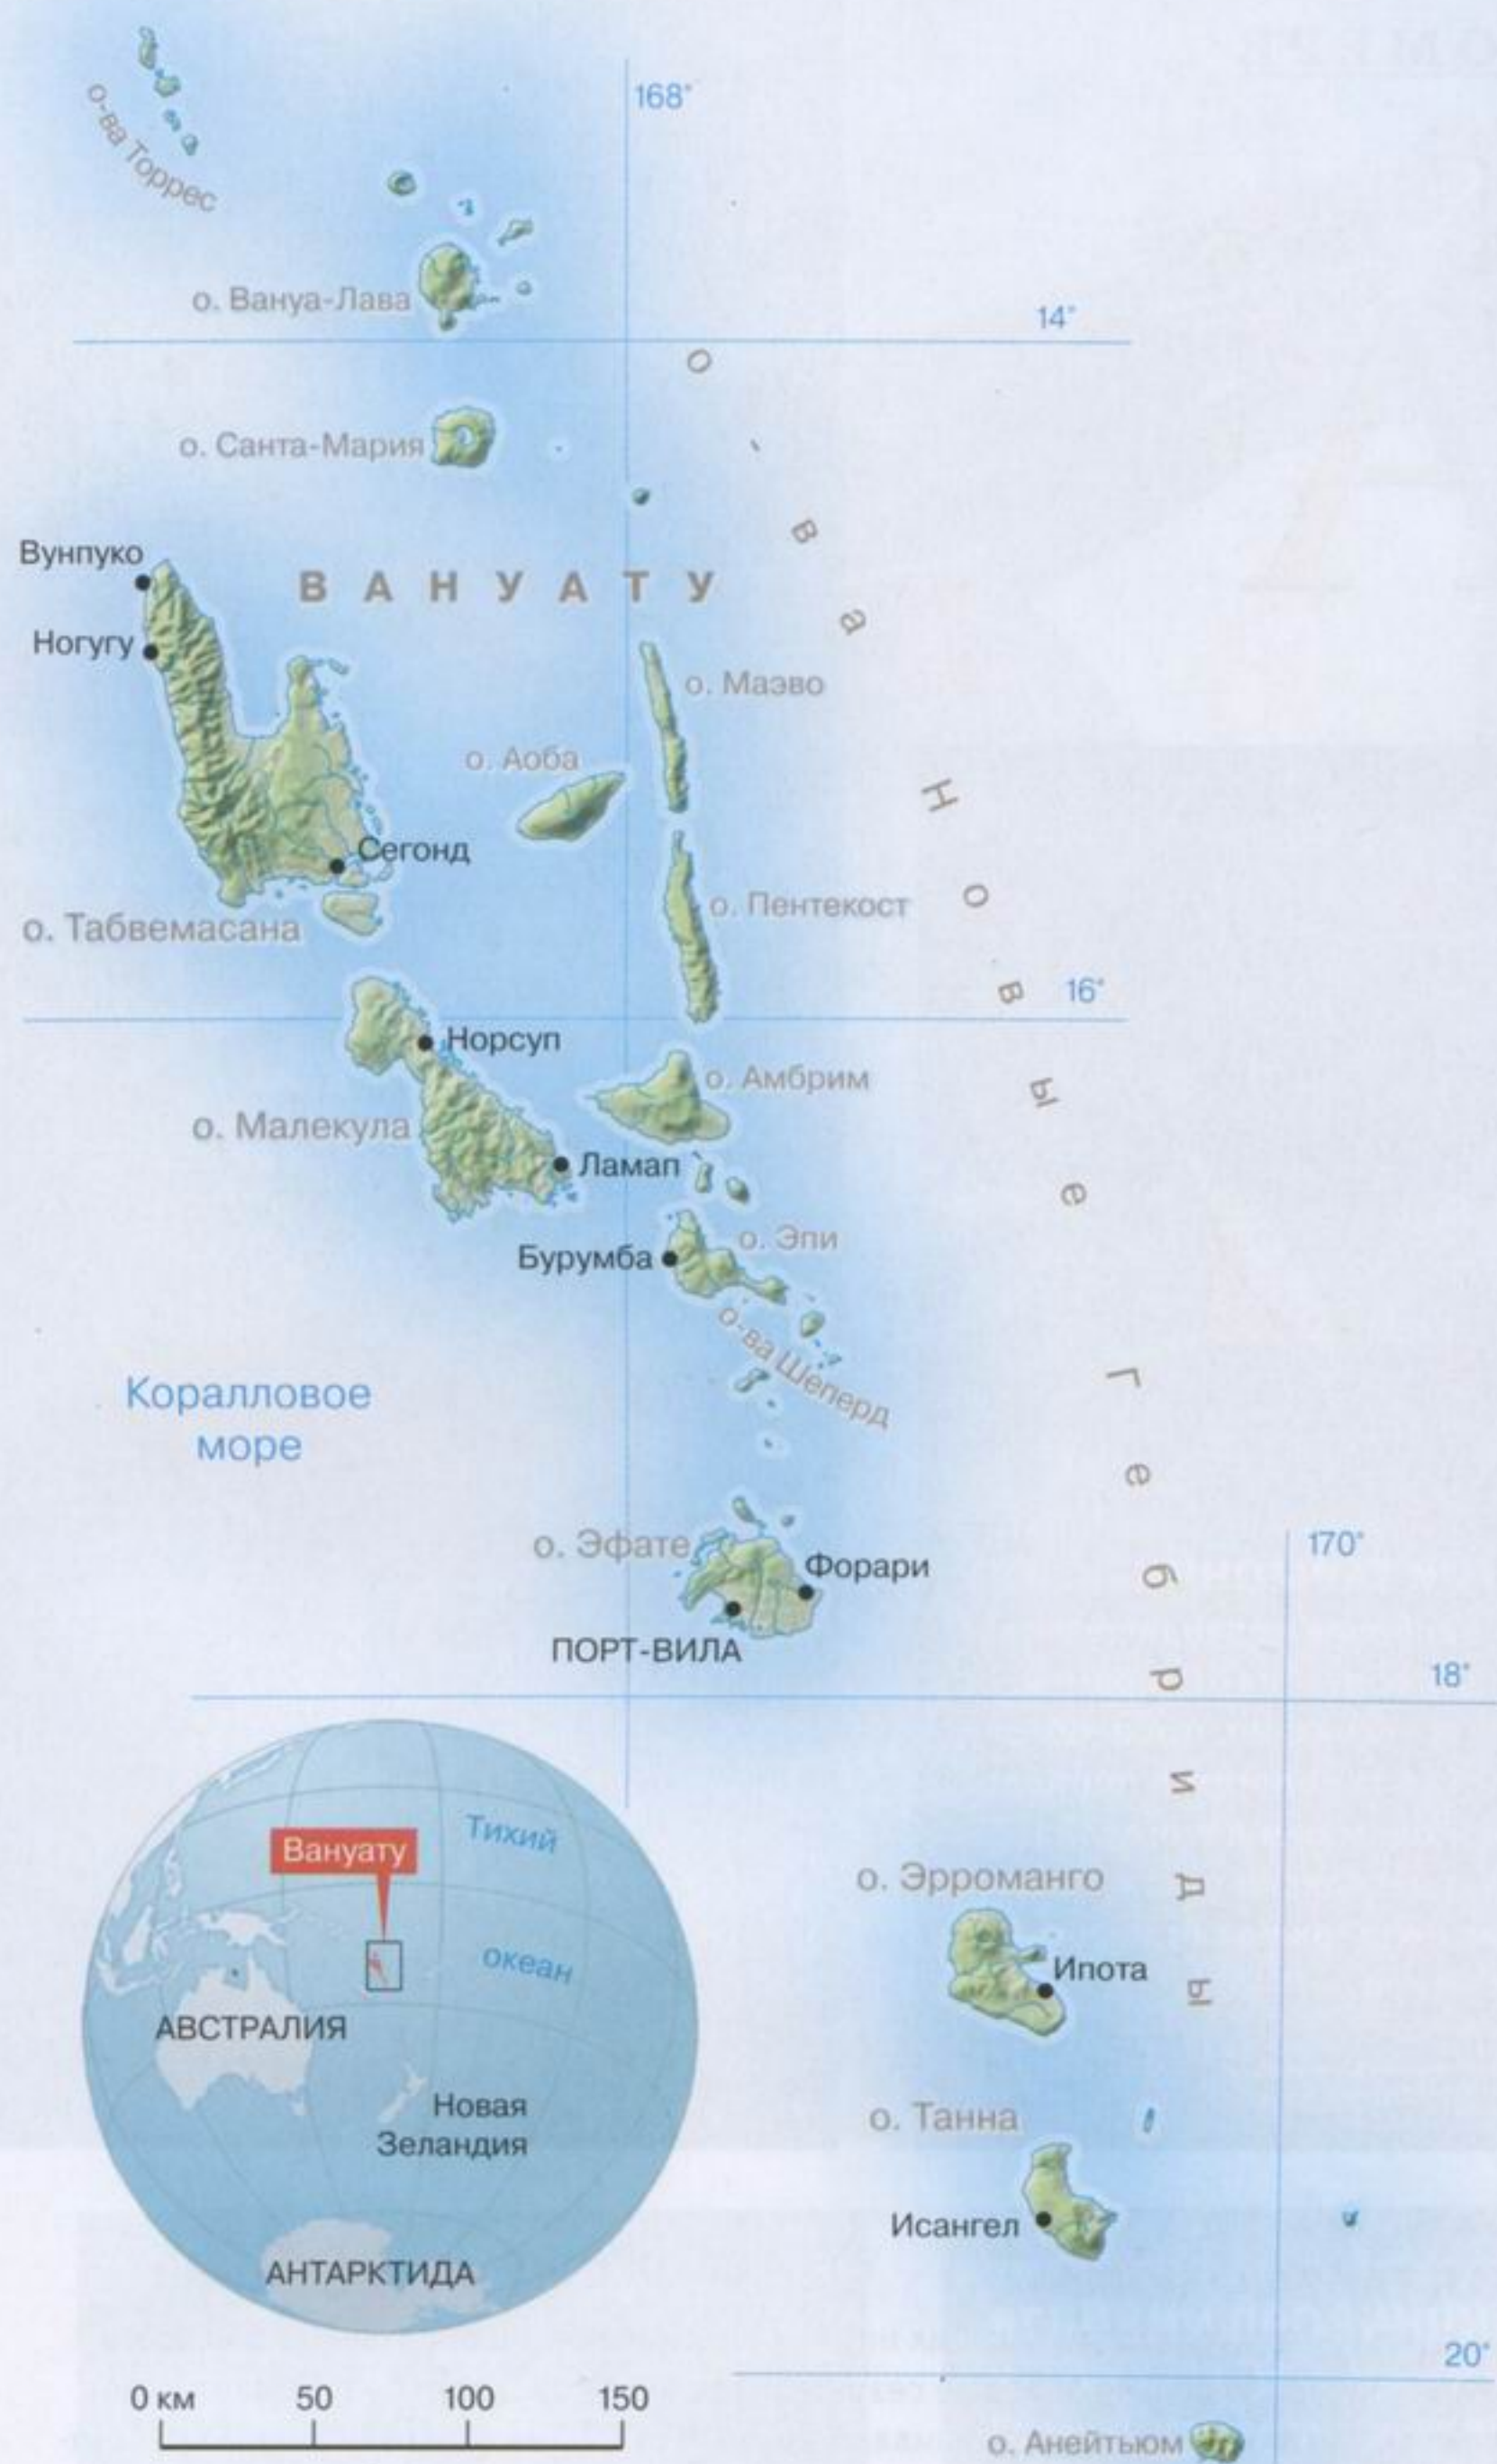 о-ва Торрес
168°
о. Вануа-Лава
14°
о. Санта-Мария
Вунпуко
ВАНУАТУ
Ногугу
о. Маэво
о. Аоба
Сегонд
о. Пентекост
о. Табвемасана
о-ва Новые Гебриды
16°
Норсуп
о. Амбрим
о. Малекула
Ламап
о. Эпи
Бурумба
о-ва Шеперд
Коралловое
море
о. Эфате
170°
Форари
ПОРТ-ВИЛА
18°
Тихий
Вануату
о. Эрроманго
океан
Ипота
АВСТРАЛИЯ
Новая
Зеландия
о. Танна
Исангел
АНТАРКТИДА
20°
0 км 50 100 150
о. Анейтьюм